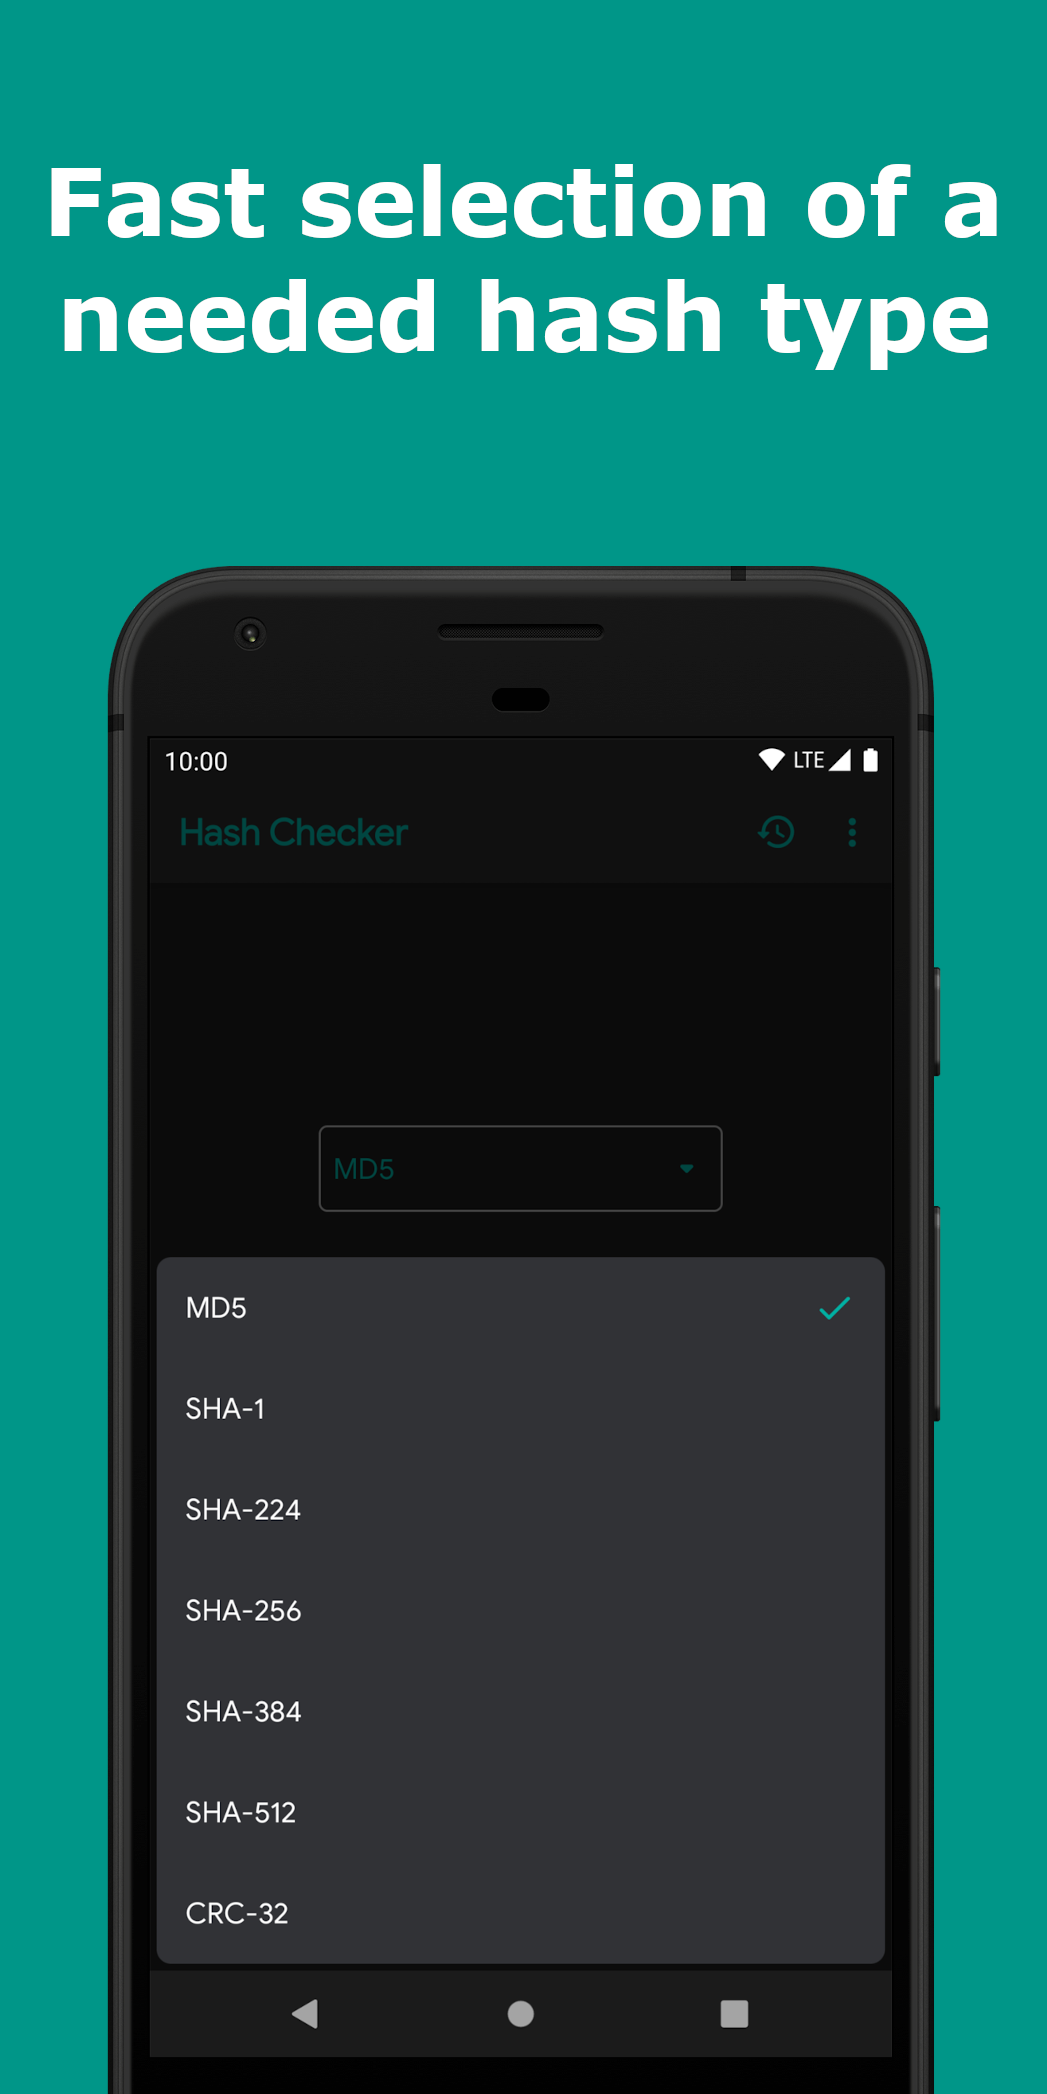 Fast selection of a
needed hash type
10:00 LTE
Hash Checker
MD5
MD5
SHA-1
SHA-224
SHA-256
SHA-384
SHA-512
CRC-32